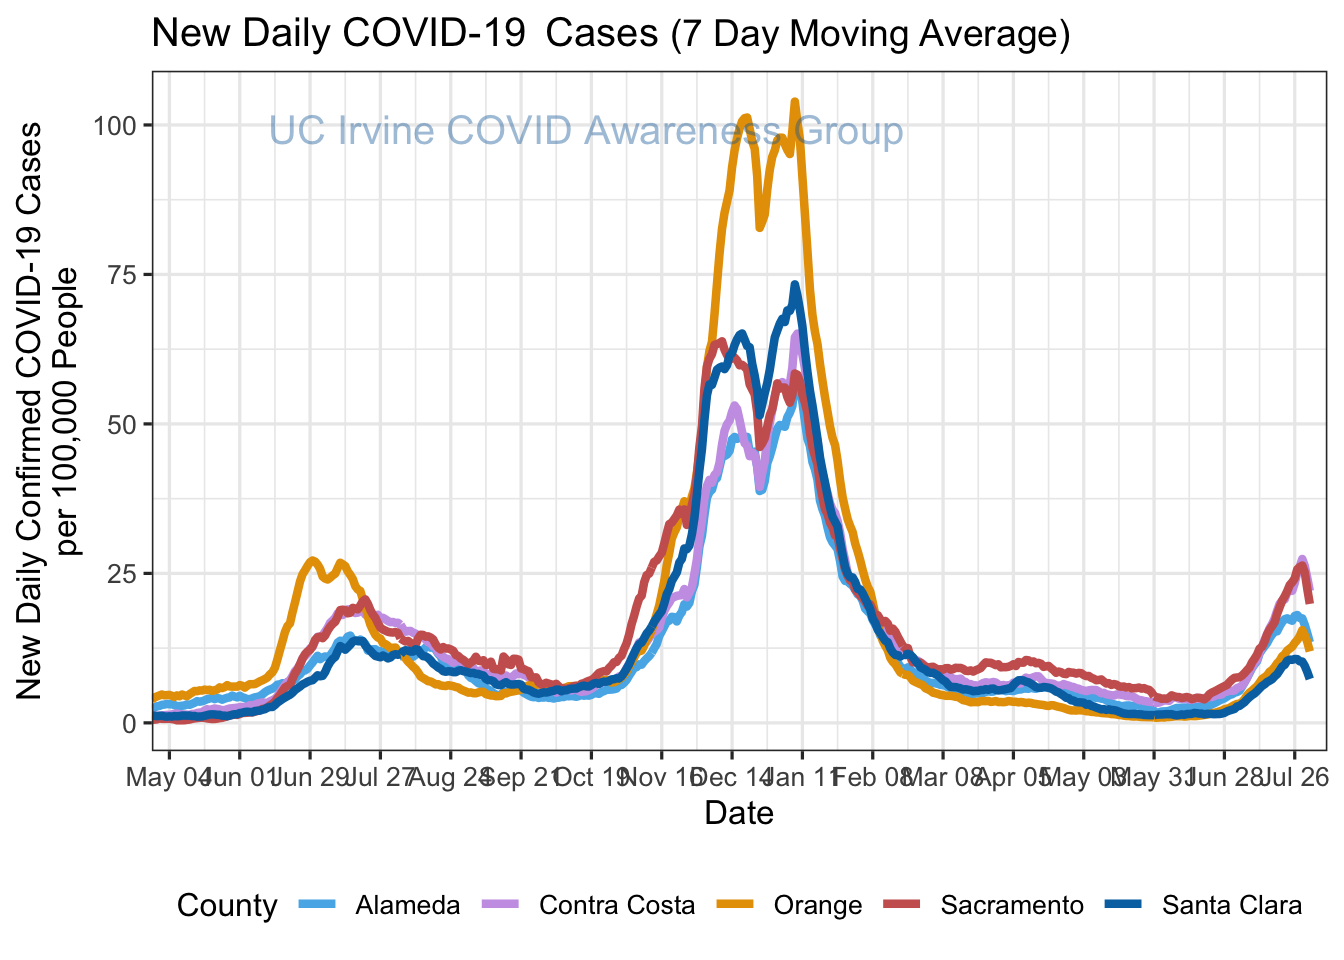 New Daily COVID-19  Cases (7 Day Moving Average)
UC Irvine COVID Awareness Group
New Daily Confirmed COVID-19 Cases
per 100,000 People
100
75
50
25
0
May 04 Jun 01 Jun 29 Jul 27 Aug 24 Sep 21 Oct 19 Nov 16 Dec 14 Jan 11 Feb 08 Mar 08 Apr 05 May 03 May 31 Jun 28 Jul 26
Date
County Alameda Contra Costa Orange Sacramento Santa Clara